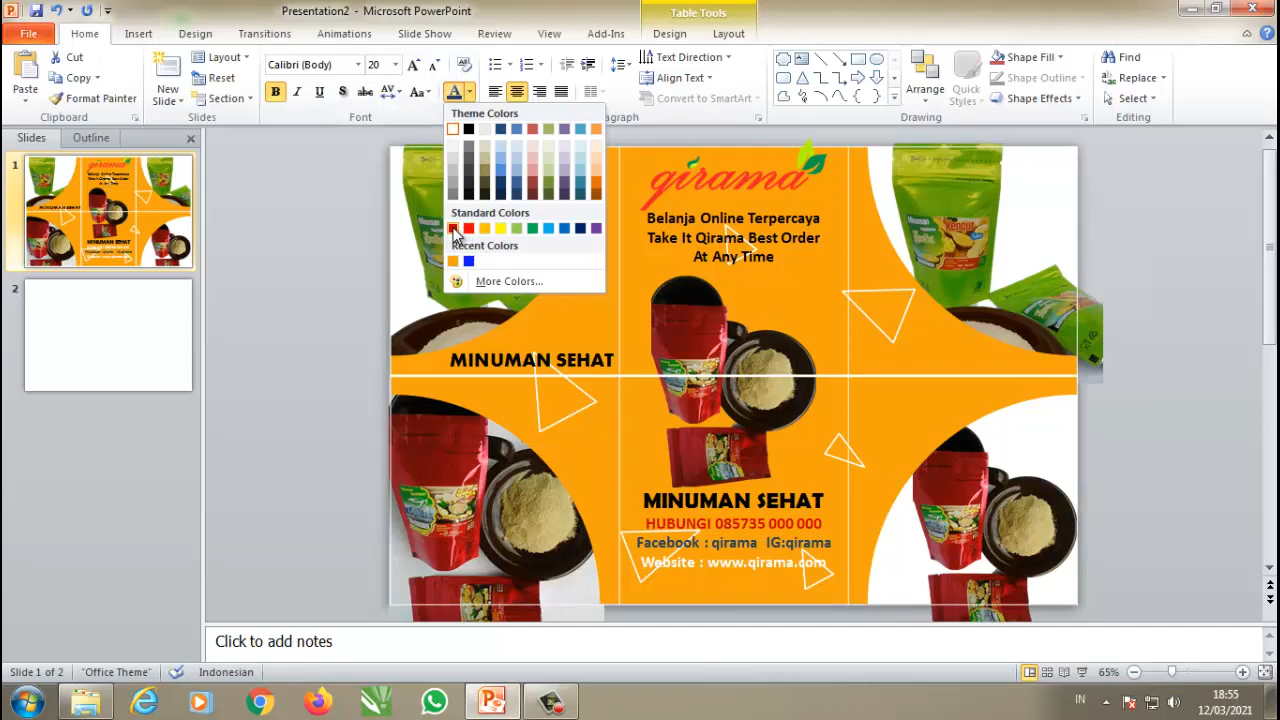 Presentation2 - Microsoft PowerPoint
Table Tools
File Home Insert Design Transitions Animations Slide Show Review View Add-Ins Design Layout
Paste
Cut
Copy
Format Painter
Clipboard
New Slide
Layout
Reset
Section
Slides
Calibri (Body) 20
Font
Text Direction
Align Text
Convert to SmartArt
agraph
Arrange
Quick Styles
Shape Fill
Shape Outline
Shape Effects
Drawing
Find
Replace
Select
Editing
Theme Colors
Standard Colors
Recent Colors
More Colors...
Slides Outline
1
2
qirama
Belanja Online Terpercaya
Take It Qirama Best Order
At Any Time
MINUMAN SEHAT
MINUMAN SEHAT
HUBUNGI 085735 000 000
Facebook : qirama IG:qirama
Website : www.qirama.com
Kencur
Click to add notes
Slide 1 of 2 "Office Theme" Indonesian 65%
IN
18:55
12/03/2021